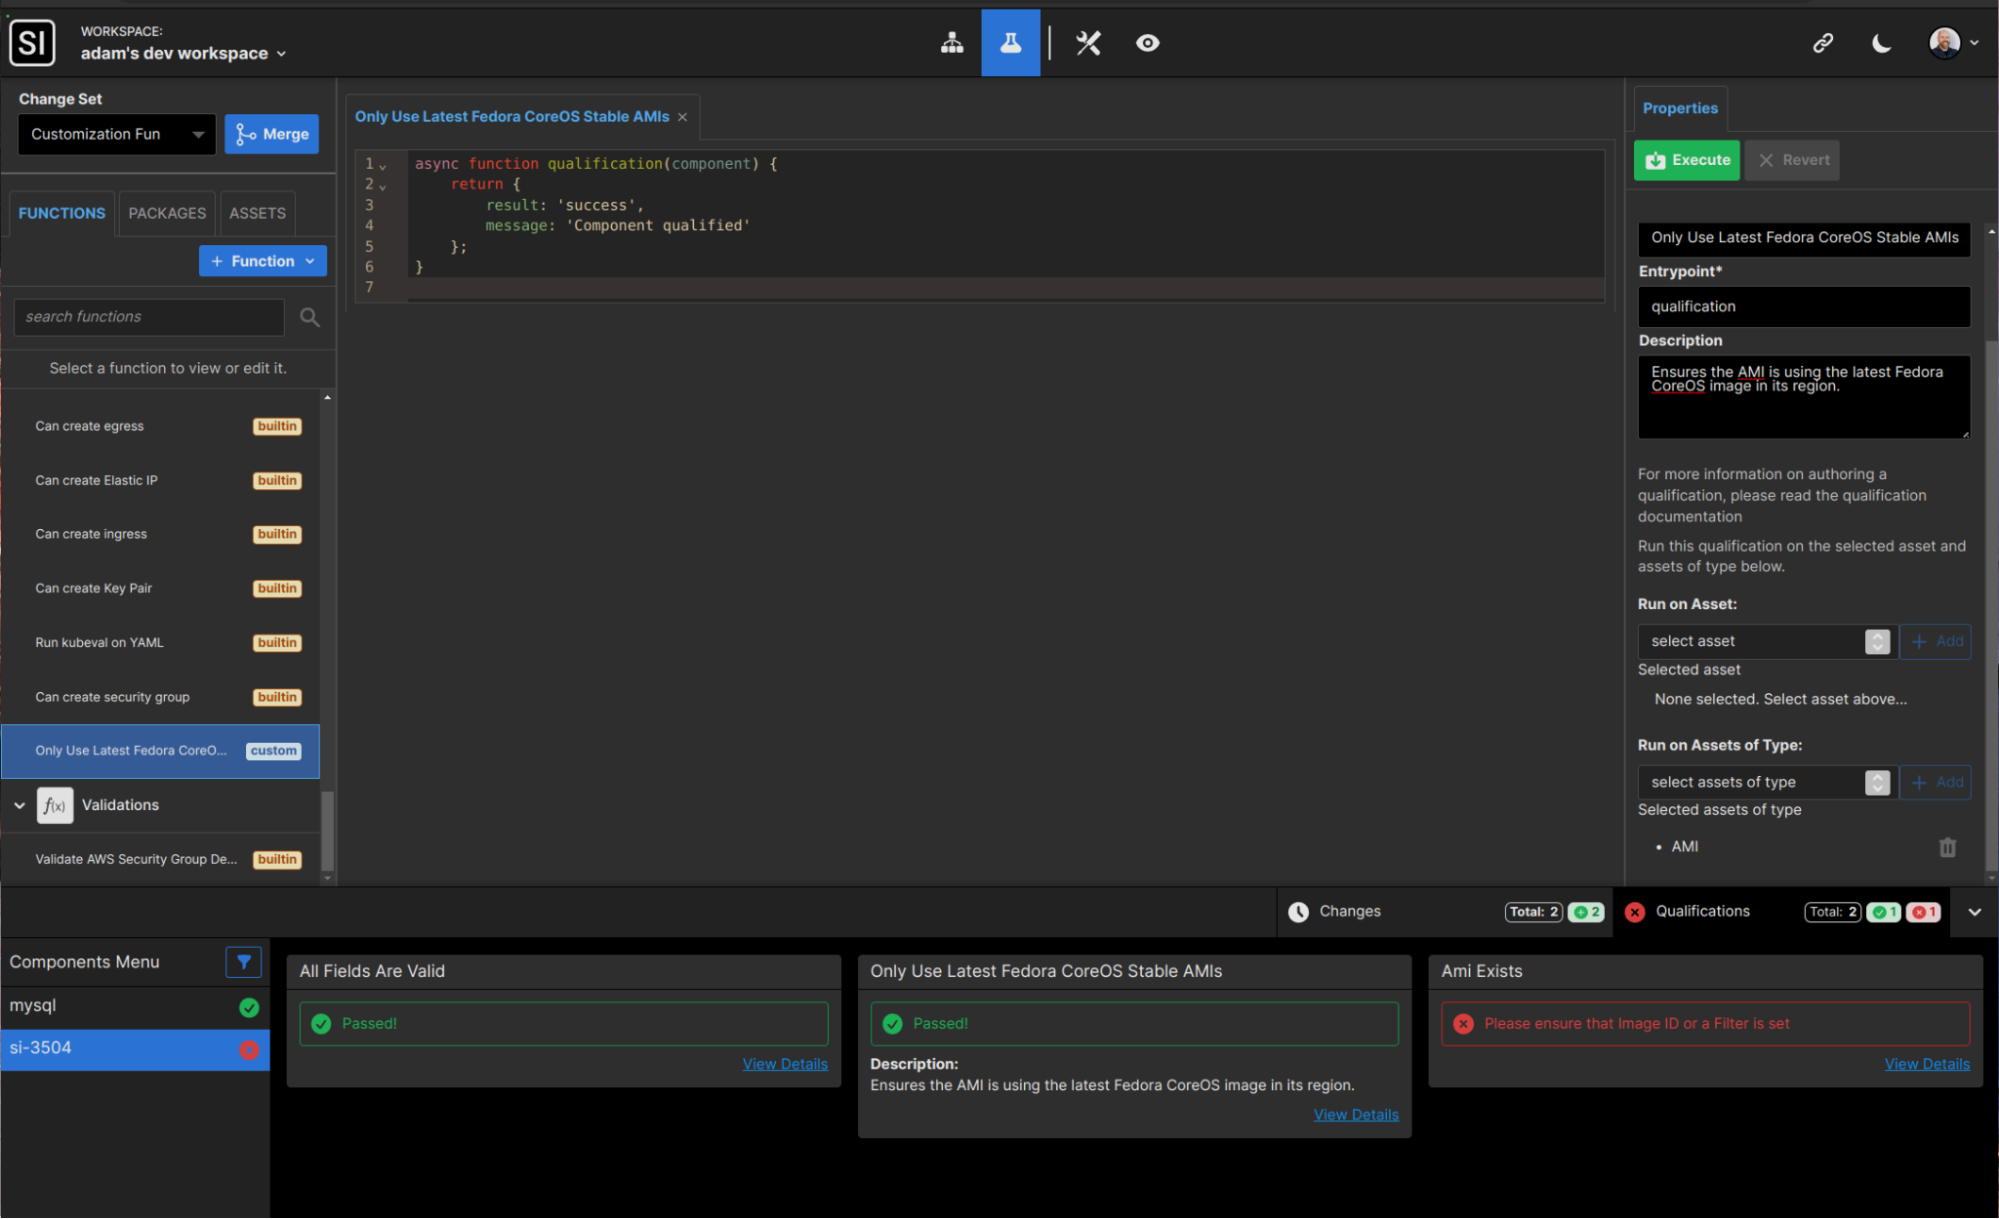 SI
WORKSPACE:
adam's dev workspace
Change Set
Customization Fun
Merge
FUNCTIONS
PACKAGES
ASSETS
+ Function
search functions
Select a function to view or edit it.
Can create egress
builtin
Can create Elastic IP
builtin
Can create ingress
builtin
Can create Key Pair
builtin
Run kubeval on YAML
builtin
Can create security group
builtin
Only Use Latest Fedora CoreO...
custom
f(x)
Validations
Validate AWS Security Group De...
builtin
Only Use Latest Fedora CoreOS Stable AMIs
1 async function qualification(component) {
2 return {
3 result: 'success',
4 message: 'Component qualified'
5 };
6 }
7
Properties
Execute
Revert
Only Use Latest Fedora CoreOS Stable AMIs
Entrypoint*
qualification
Description
Ensures the AMI is using the latest Fedora
CoreOS image in its region.
For more information on authoring a
qualification, please read the qualification
documentation
Run this qualification on the selected asset and
assets of type below.
Run on Asset:
select asset
+ Add
Selected asset
None selected. Select asset above...
Run on Assets of Type:
select assets of type
+ Add
Selected assets of type
• AMI
Changes
Total: 2
2
Qualifications
Total: 2
1
1
Components Menu
mysql
si-3504
All Fields Are Valid
Passed!
View Details
Only Use Latest Fedora CoreOS Stable AMIs
Passed!
Description:
Ensures the AMI is using the latest Fedora CoreOS image in its region.
View Details
Ami Exists
Please ensure that Image ID or a Filter is set
View Details